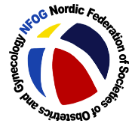 NFOG Nordic Federation of Societies of Obstetrics and Gynecology